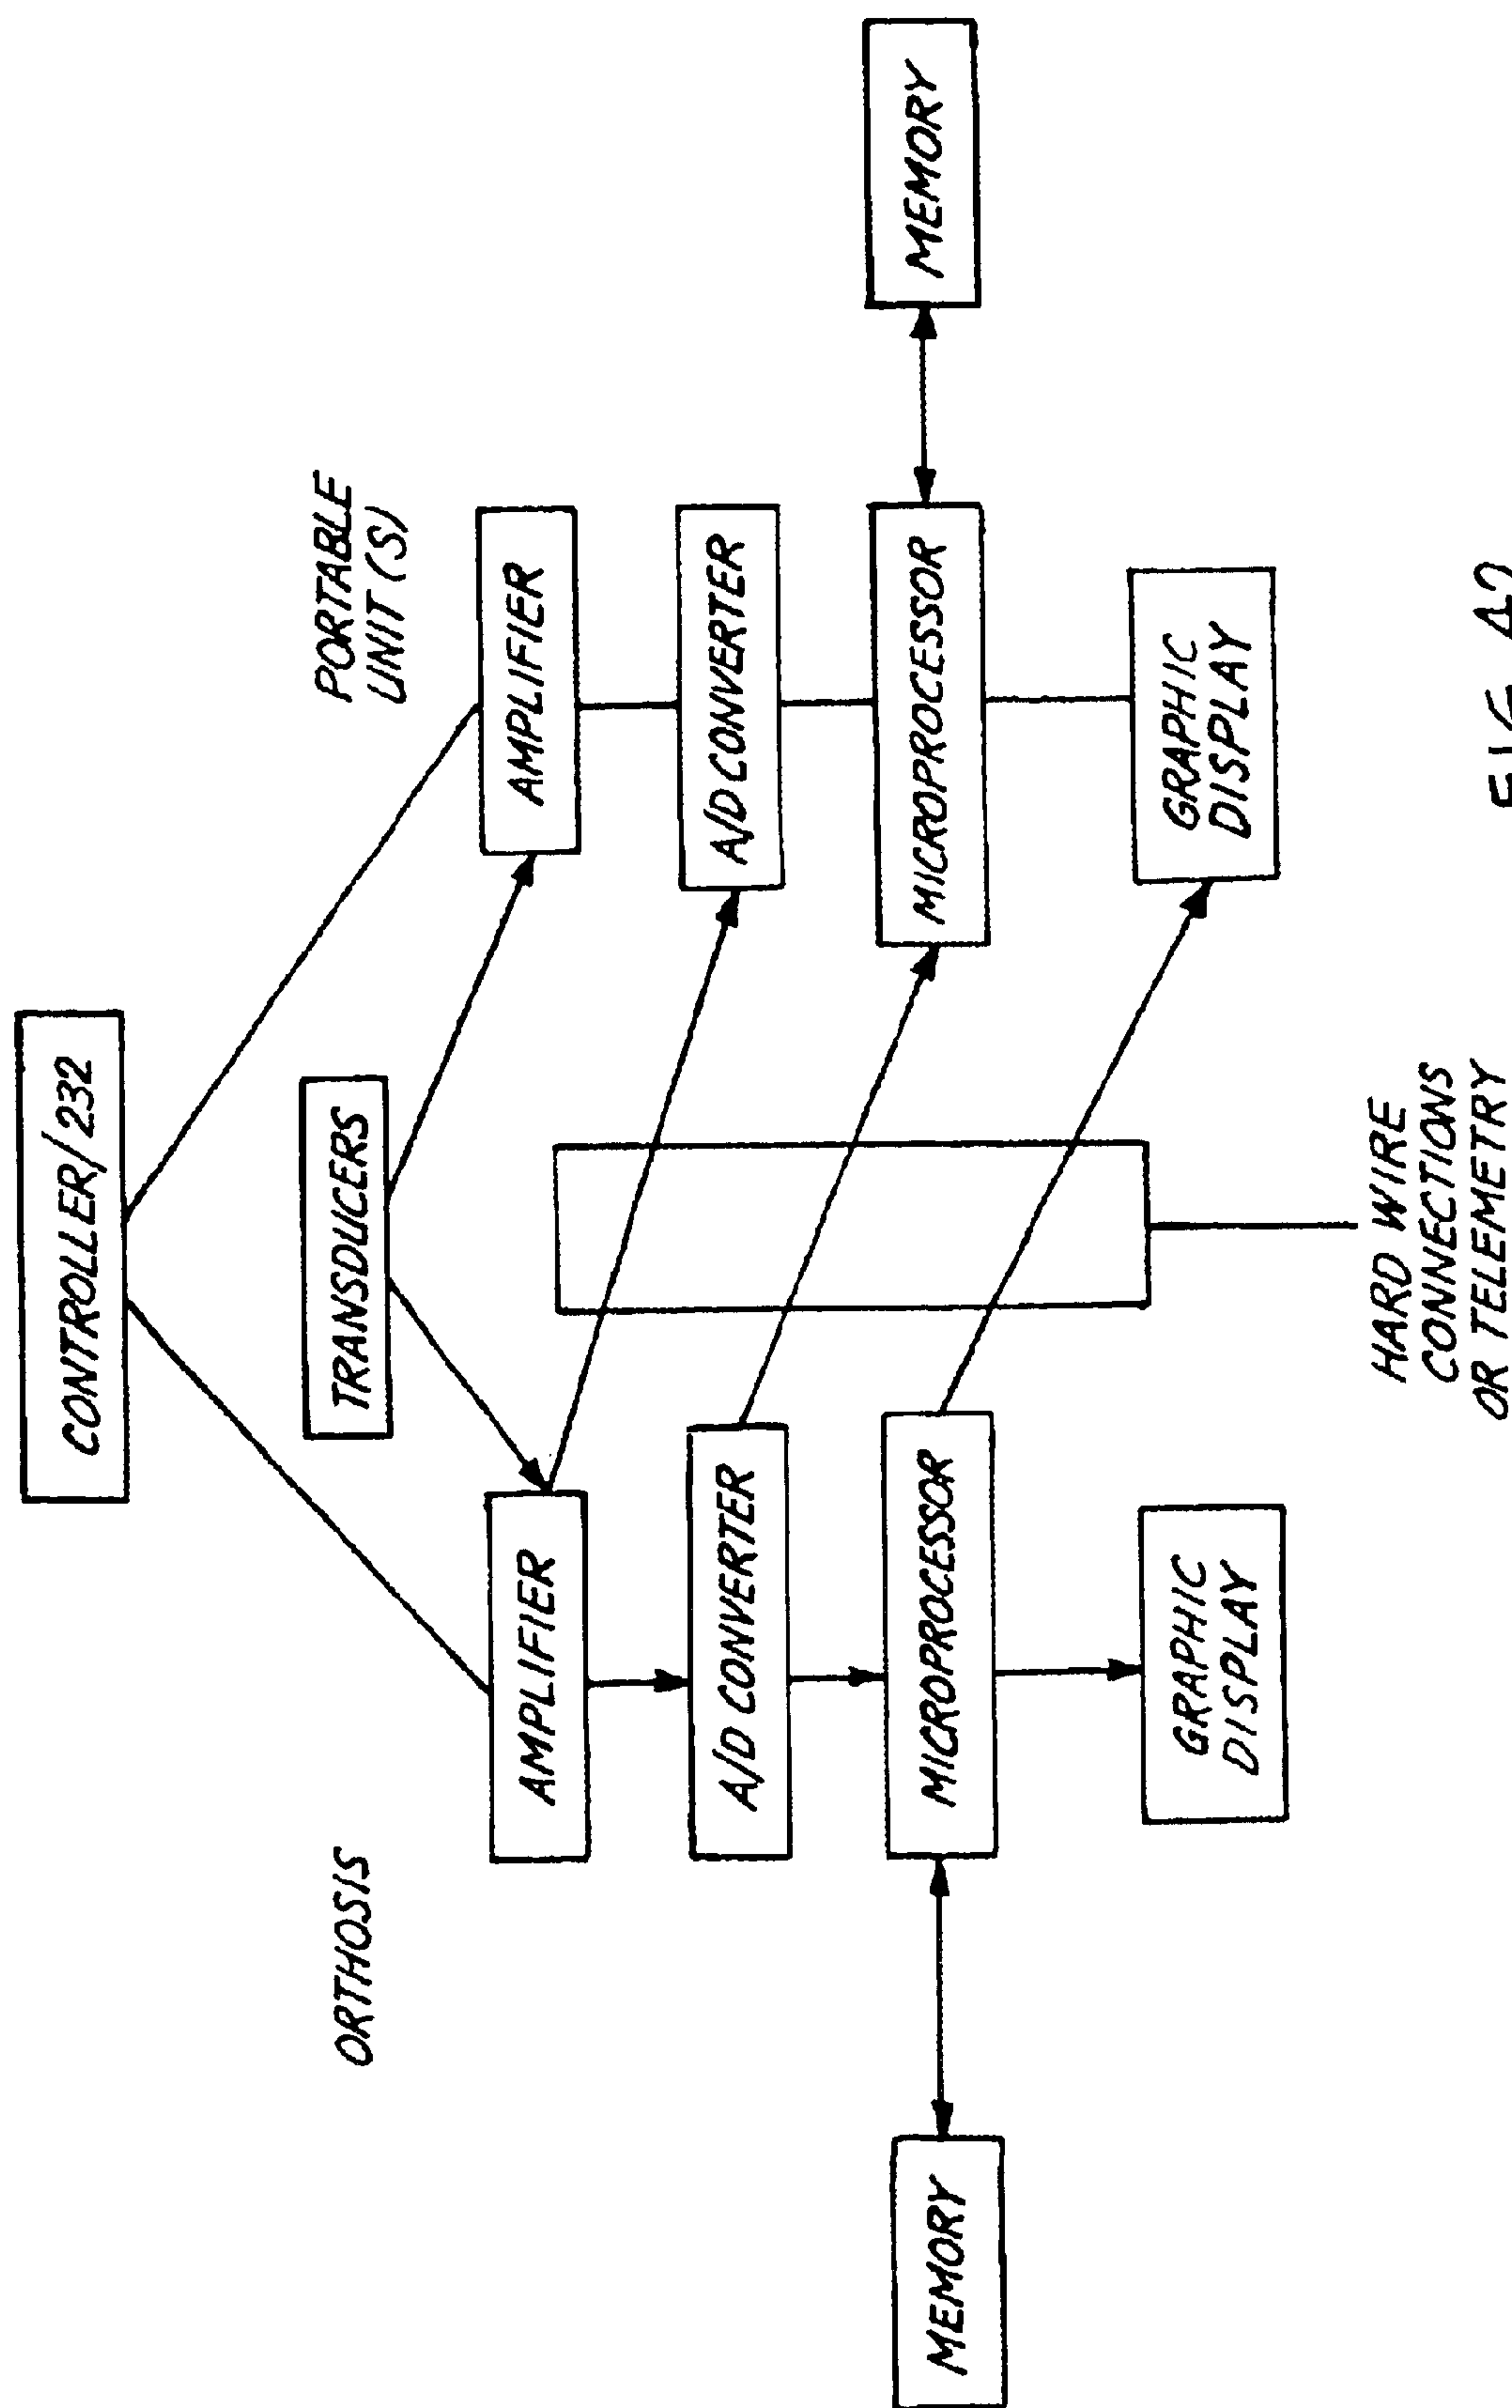 CONTROLLER/232
ORTHOSIS
TRANSDUCERS
PORTABLE
UNIT(S)
AMPLIFIER
AMPLIFIER
A/D CONVERTER
A/D CONVERTER
MEMORY
MICROPROCESSOR
MICROPROCESSOR
MEMORY
GRAPHIC
DISPLAY
GRAPHIC
DISPLAY
HARD WIRE
CONNECTIONS
OR TELEMETRY